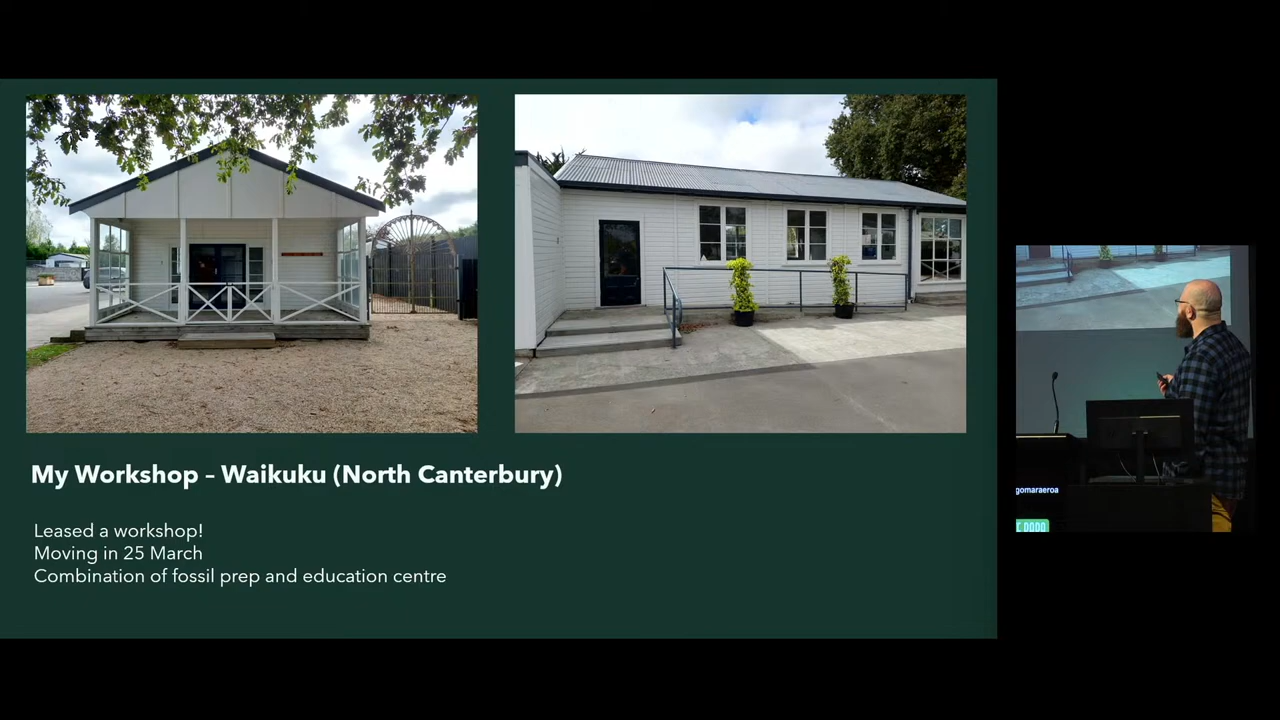 My Workshop – Waikuku (North Canterbury)
Leased a workshop!
Moving in 25 March
Combination of fossil prep and education centre
gomaraeroa